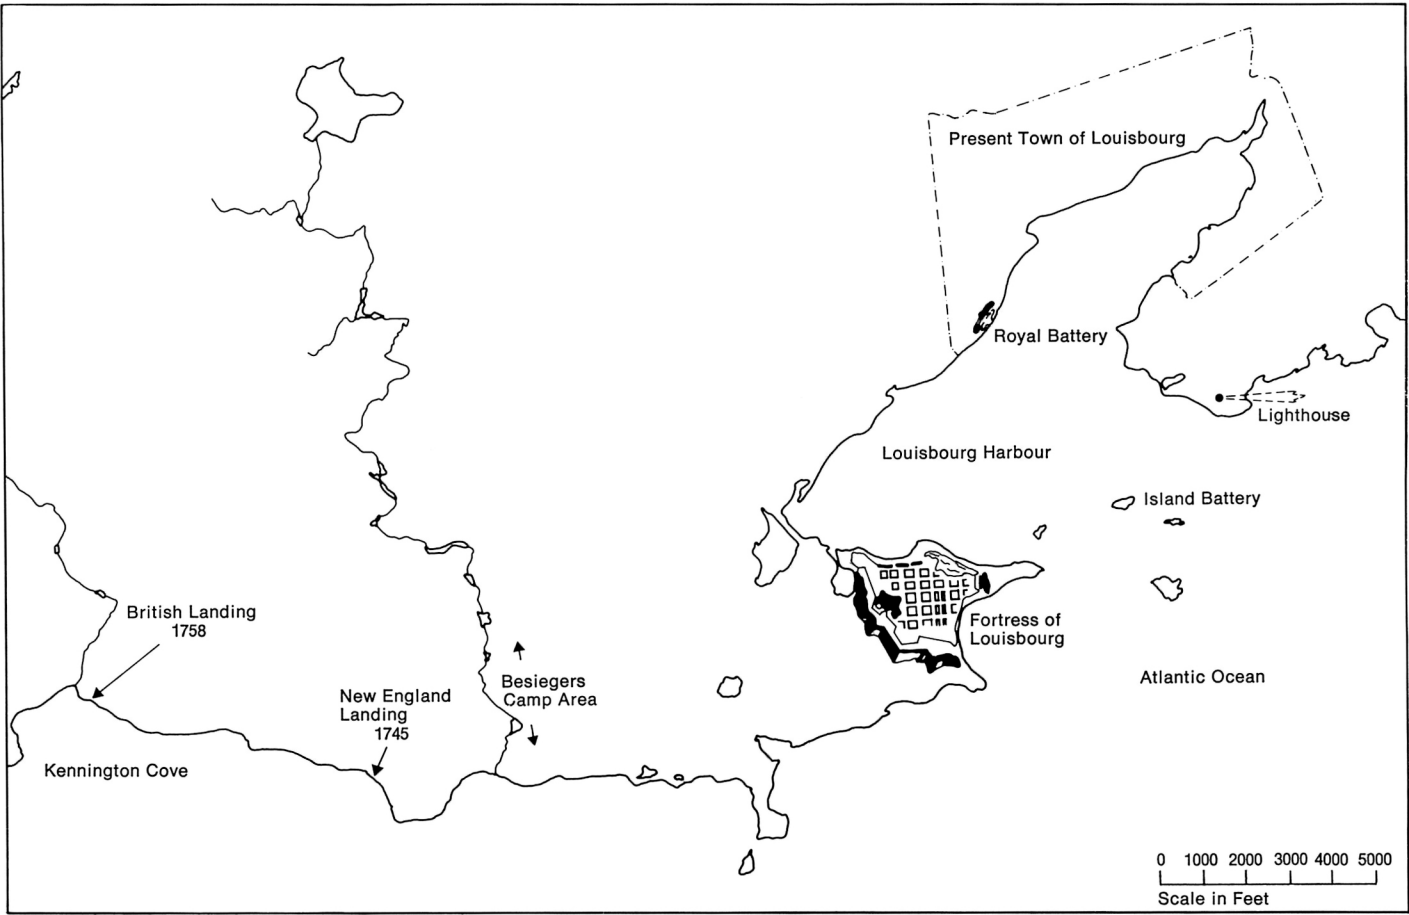 Present Town of Louisbourg
Royal Battery
Lighthouse
Louisbourg Harbour
Island Battery
British Landing
1758
Fortress of
Louisbourg
Besiegers
Camp Area
Atlantic Ocean
New England
Landing
1745
Kennington Cove
0 1000 2000 3000 4000 5000
Scale in Feet